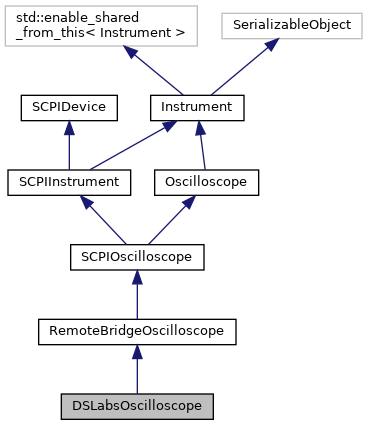 std::enable_shared
_from_this< Instrument >
SerializableObject
SCPIDevice
Instrument
SCPIInstrument
Oscilloscope
SCPIOscilloscope
RemoteBridgeOscilloscope
DSLabsOscilloscope